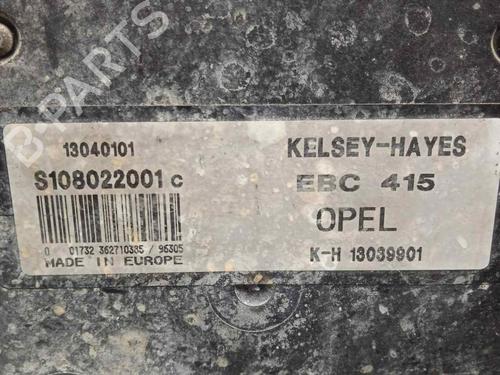 B-PARTS
13040101
S108022001 C
0 01732 362710385 / 96305
MADE IN EUROPE
KELSEY-HAYES
EBC 415
OPEL
K-H 13039901